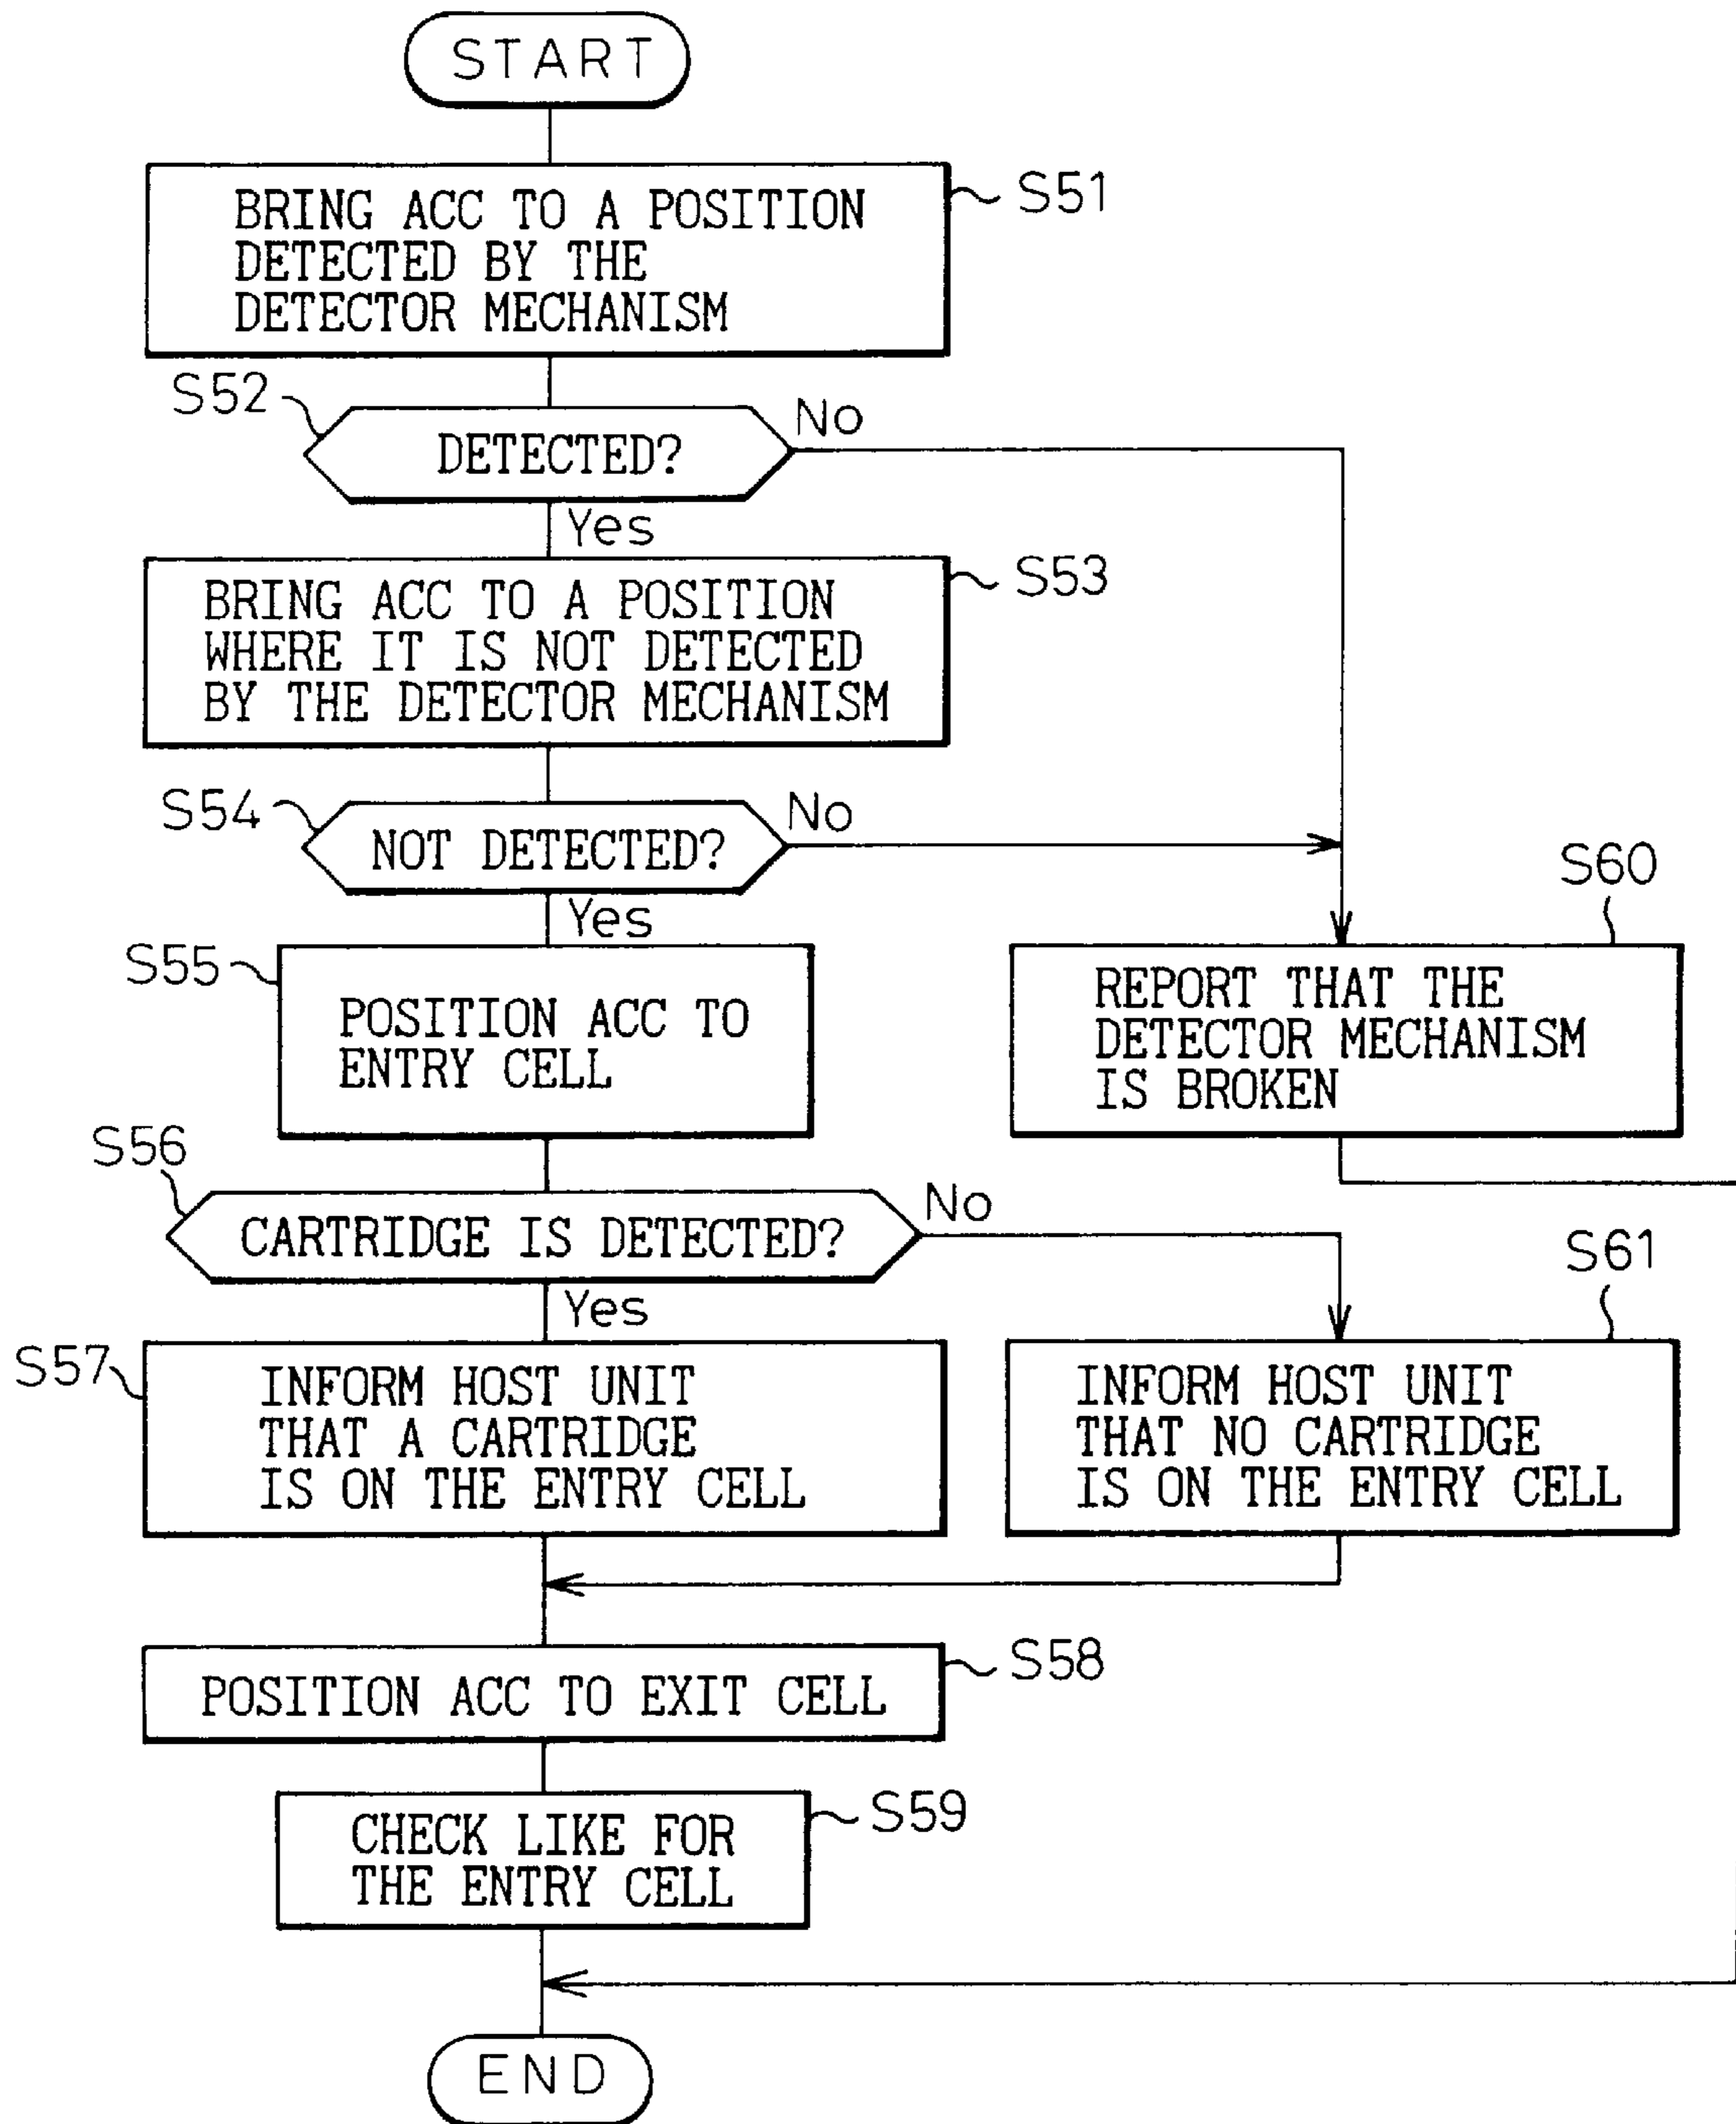 START
BRING ACC TO A POSITION
DETECTED BY THE
DETECTOR MECHANISM
S51
S52
DETECTED?
No
Yes
BRING ACC TO A POSITION
WHERE IT IS NOT DETECTED
BY THE DETECTOR MECHANISM
S53
S54
NOT DETECTED?
No
Yes
S55
POSITION ACC TO
ENTRY CELL
S60
REPORT THAT THE
DETECTOR MECHANISM
IS BROKEN
S56
CARTRIDGE IS DETECTED?
No
Yes
S57
INFORM HOST UNIT
THAT A CARTRIDGE
IS ON THE ENTRY CELL
S61
INFORM HOST UNIT
THAT NO CARTRIDGE
IS ON THE ENTRY CELL
POSITION ACC TO EXIT CELL
S58
CHECK LIKE FOR
THE ENTRY CELL
S59
END